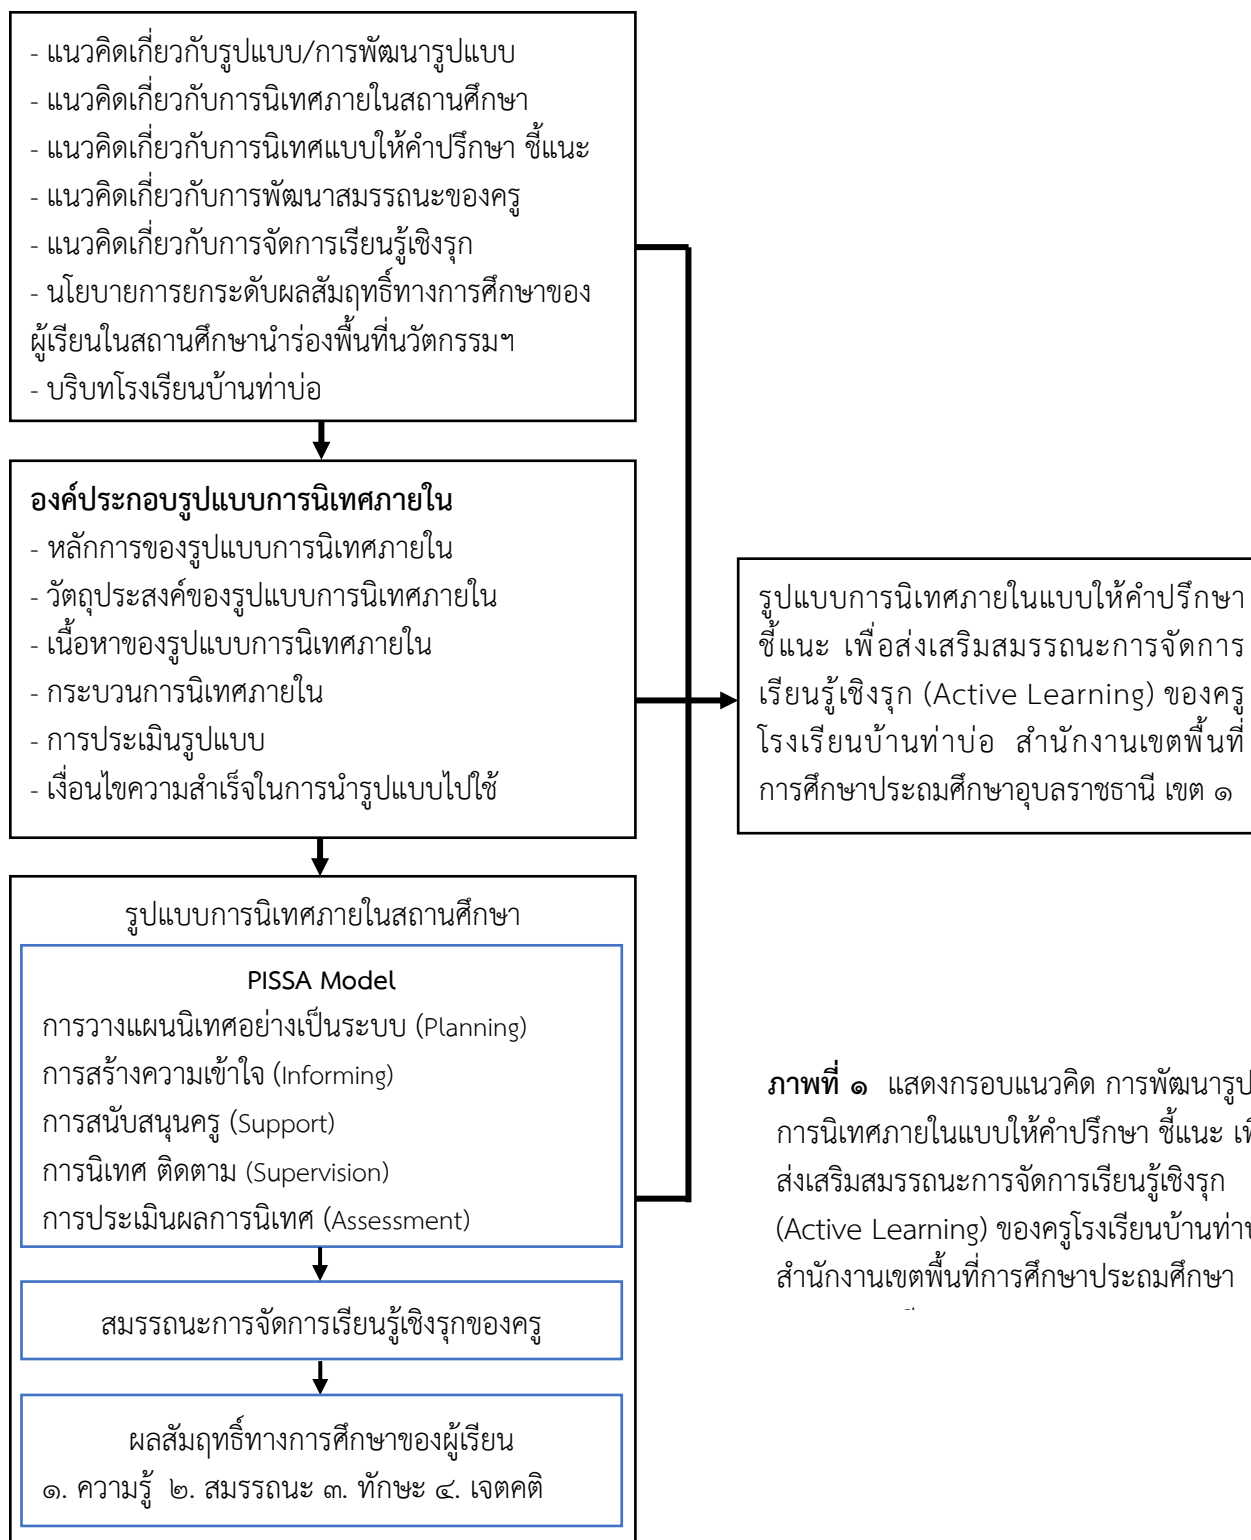 - แนวคิดเกี่ยวกับรูปแบบ/การพัฒนารูปแบบ
- แนวคิดเกี่ยวกับการนิเทศภายในสถานศึกษา
- แนวคิดเกี่ยวกับการนิเทศแบบให้คำปรึกษา ชี้แนะ
- แนวคิดเกี่ยวกับการพัฒนาสมรรถนะของครู
- แนวคิดเกี่ยวกับการจัดการเรียนรู้เชิงรุก
- นโยบายการยกระดับผลสัมฤทธิ์ทางการศึกษาของ
ผู้เรียนในสถานศึกษานำร่องพื้นที่นวัตกรรมฯ
- บริบทโรงเรียนบ้านท่าบ่อ
องค์ประกอบรูปแบบการนิเทศภายใน
- หลักการของรูปแบบการนิเทศภายใน
- วัตถุประสงค์ของรูปแบบการนิเทศภายใน
- เนื้อหาของรูปแบบการนิเทศภายใน
- กระบวนการนิเทศภายใน
- การประเมินรูปแบบ
- เงื่อนไขความสำเร็จในการนำรูปแบบไปใช้
รูปแบบการนิเทศภายในแบบให้คำปรึกษา
ชี้แนะ เพื่อส่งเสริมสมรรถนะการจัดการ
เรียนรู้เชิงรุก (Active Learning) ของครู
โรงเรียนบ้านท่าบ่อ สำนักงานเขตพื้นที่
การศึกษาประถมศึกษาอุบลราชธานี เขต ๑
รูปแบบการนิเทศภายในสถานศึกษา
PISSA Model
การวางแผนนิเทศอย่างเป็นระบบ (Planning)
การสร้างความเข้าใจ (Informing)
การสนับสนุนครู (Support)
การนิเทศ ติดตาม (Supervision)
การประเมินผลการนิเทศ (Assessment)
สมรรถนะการจัดการเรียนรู้เชิงรุกของครู
ผลสัมฤทธิ์ทางการศึกษาของผู้เรียน
๑. ความรู้ ๒. สมรรถนะ ๓. ทักษะ ๔. เจตคติ
ภาพที่ ๑ แสดงกรอบแนวคิด การพัฒนารูป
การนิเทศภายในแบบให้คำปรึกษา ชี้แนะ
ส่งเสริมสมรรถนะการจัดการเรียนรู้เชิงรุก
(Active Learning) ของครูโรงเรียนบ้านท่า
สำนักงานเขตพื้นที่การศึกษาประถมศึกษา